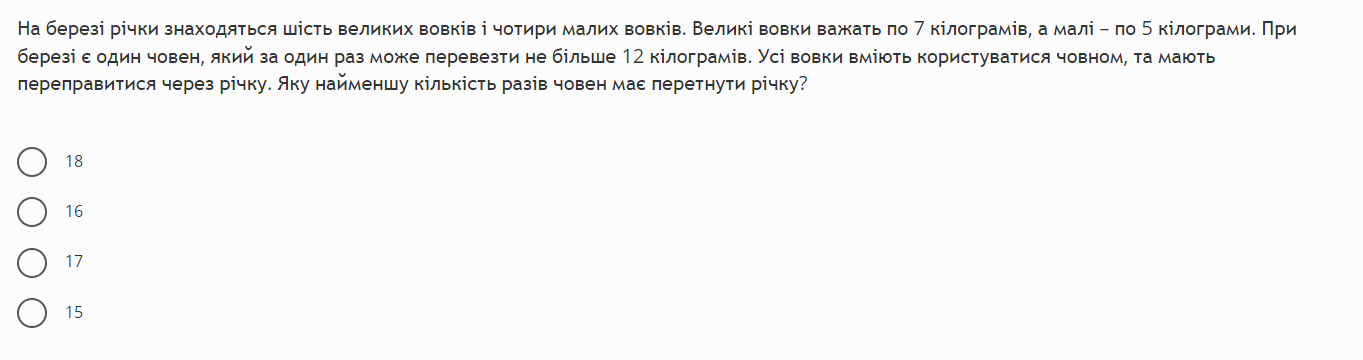 На березі річки знаходяться шість великих вовків і чотири малих вовків. Великі вовки важать по 7 кілограмів, а малі – по 5 кілограми. При
березі є один човен, який за один раз може перевезти не більше 12 кілограмів. Усі вовки вміють користуватися човном, та мають
переправитися через річку. Яку найменшу кількість разів човен має перетнути річку?
18
16
17
15